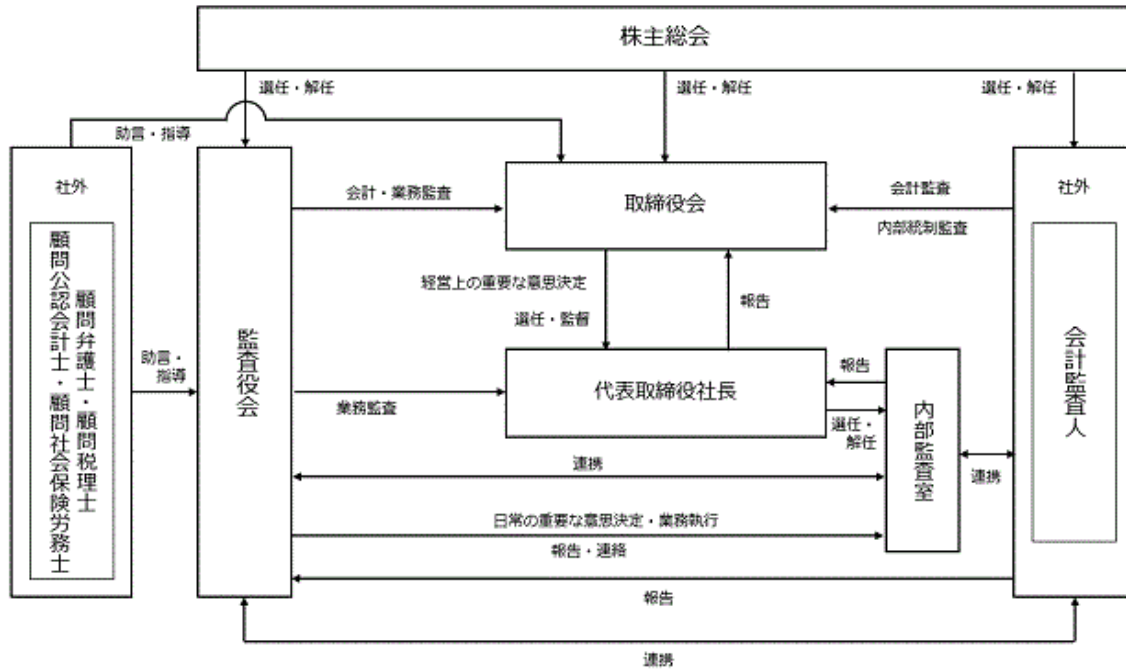 株主総会
選任・解任
選任・解任
選任・解任
助言・指導
社外
顧問弁護士・顧問税理士
顧問公認会計士・顧問社会保険労務士
助言・
指導
監査役会
会計・業務監査
取締役会
会計監査
内部統制監査
社外
会計監査人
経営上の重要な意思決定
選任・監督
報告
業務監査
代表取締役社長
報告
選任・
解任
内部監査室
連携
連携
日常の重要な意思決定・業務執行
報告・連絡
報告
連携